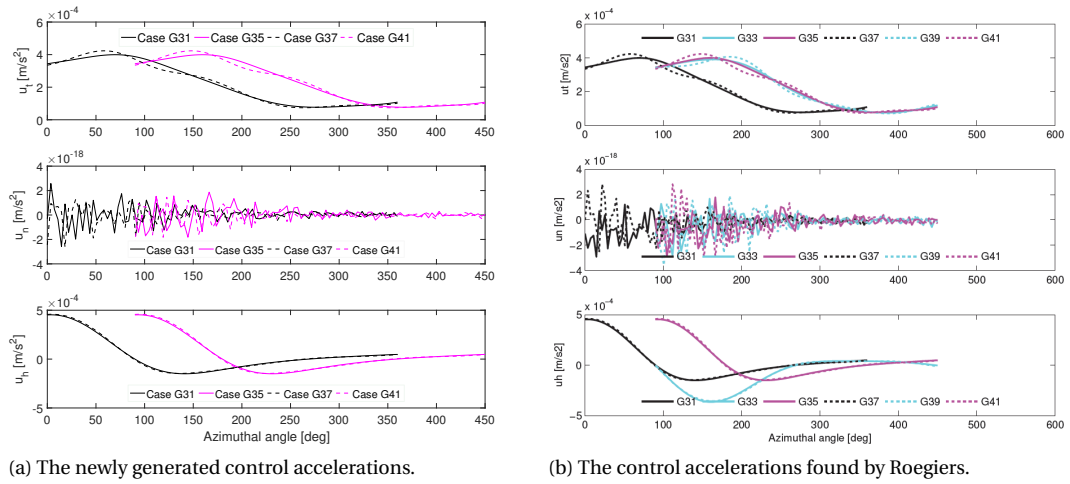 ×10⁻⁴
6
4
2
0
u_t [m/s²]
Case G31 Case G35 Case G37 Case G41
0 50 100 150 200 250 300 350 400 450
×10⁻¹⁸
4
2
0
-2
-4
u_n [m/s²]
Case G31 Case G35 Case G37 Case G41
0 50 100 150 200 250 300 350 400 450
×10⁻⁴
5
0
-5
u_h [m/s²]
Case G31 Case G35 Case G37 Case G41
0 50 100 150 200 250 300 350 400 450
Azimuthal angle [deg]
(a) The newly generated control accelerations.
x 10⁻⁴
6
4
2
0
ut [m/s2]
G31 G33 G35 G37 G39 G41
0 100 200 300 400 500 600
x 10⁻¹⁸
4
2
0
−2
−4
un [m/s2]
G31 G33 G35 G37 G39 G41
0 100 200 300 400 500 600
x 10⁻⁴
5
0
−5
uh [m/s2]
G31 G33 G35 G37 G39 G41
0 100 200 300 400 500 600
Azimuthal angle [deg]
(b) The control accelerations found by Roegiers.